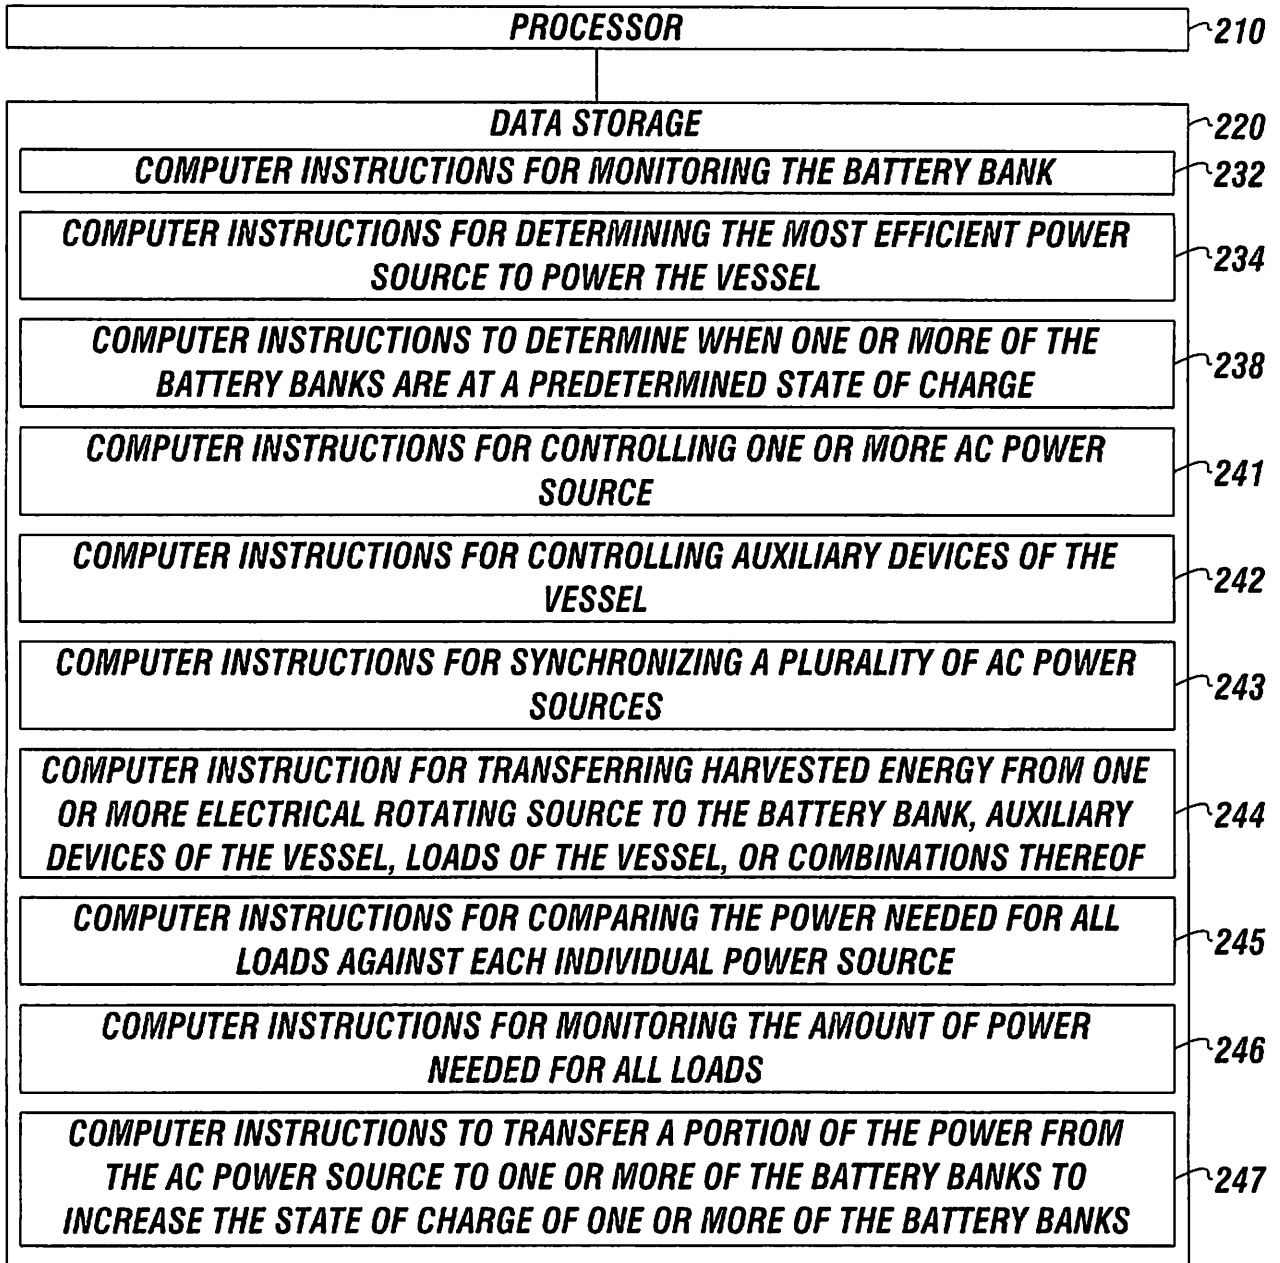 PROCESSOR
210
DATA STORAGE
220
COMPUTER INSTRUCTIONS FOR MONITORING THE BATTERY BANK
232
COMPUTER INSTRUCTIONS FOR DETERMINING THE MOST EFFICIENT POWER
SOURCE TO POWER THE VESSEL
234
COMPUTER INSTRUCTIONS TO DETERMINE WHEN ONE OR MORE OF THE
BATTERY BANKS ARE AT A PREDETERMINED STATE OF CHARGE
238
COMPUTER INSTRUCTIONS FOR CONTROLLING ONE OR MORE AC POWER
SOURCE
241
COMPUTER INSTRUCTIONS FOR CONTROLLING AUXILIARY DEVICES OF THE
VESSEL
242
COMPUTER INSTRUCTIONS FOR SYNCHRONIZING A PLURALITY OF AC POWER
SOURCES
243
COMPUTER INSTRUCTION FOR TRANSFERRING HARVESTED ENERGY FROM ONE
OR MORE ELECTRICAL ROTATING SOURCE TO THE BATTERY BANK, AUXILIARY
DEVICES OF THE VESSEL, LOADS OF THE VESSEL, OR COMBINATIONS THEREOF
244
COMPUTER INSTRUCTIONS FOR COMPARING THE POWER NEEDED FOR ALL
LOADS AGAINST EACH INDIVIDUAL POWER SOURCE
245
COMPUTER INSTRUCTIONS FOR MONITORING THE AMOUNT OF POWER
NEEDED FOR ALL LOADS
246
COMPUTER INSTRUCTIONS TO TRANSFER A PORTION OF THE POWER FROM
THE AC POWER SOURCE TO ONE OR MORE OF THE BATTERY BANKS TO
INCREASE THE STATE OF CHARGE OF ONE OR MORE OF THE BATTERY BANKS
247